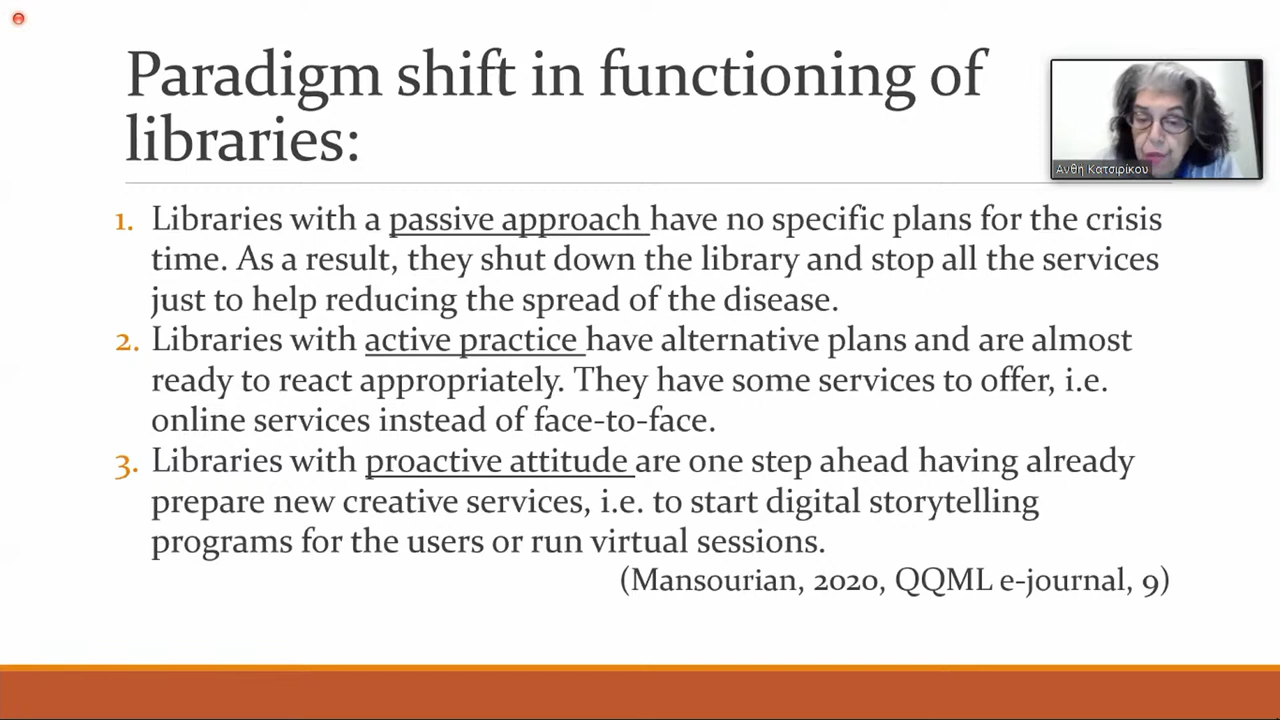 Paradigm shift in functioning of
libraries:
Ανθή Κατσιρίκου
1. Libraries with a passive approach have no specific plans for the crisis
time. As a result, they shut down the library and stop all the services
just to help reducing the spread of the disease.
2. Libraries with active practice have alternative plans and are almost
ready to react appropriately. They have some services to offer, i.e.
online services instead of face-to-face.
3. Libraries with proactive attitude are one step ahead having already
prepare new creative services, i.e. to start digital storytelling
programs for the users or run virtual sessions.
(Mansourian, 2020, QQML e-journal, 9)